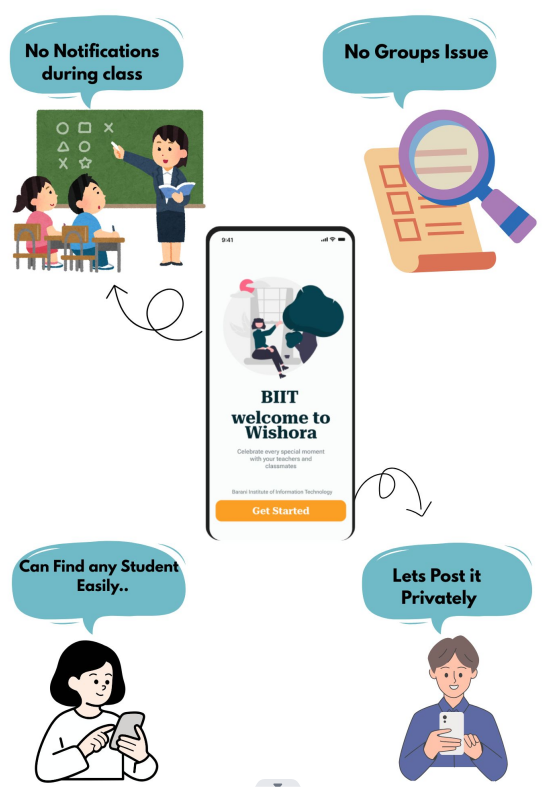 No Notifications
during class
No Groups Issue
9:41
BIIT
welcome to
Wishora
Celebrate every special moment
with your teachers and
classmates
Barani Institute of Information Technology
Get Started
Can Find any Student
Easily..
Lets Post it
Privately